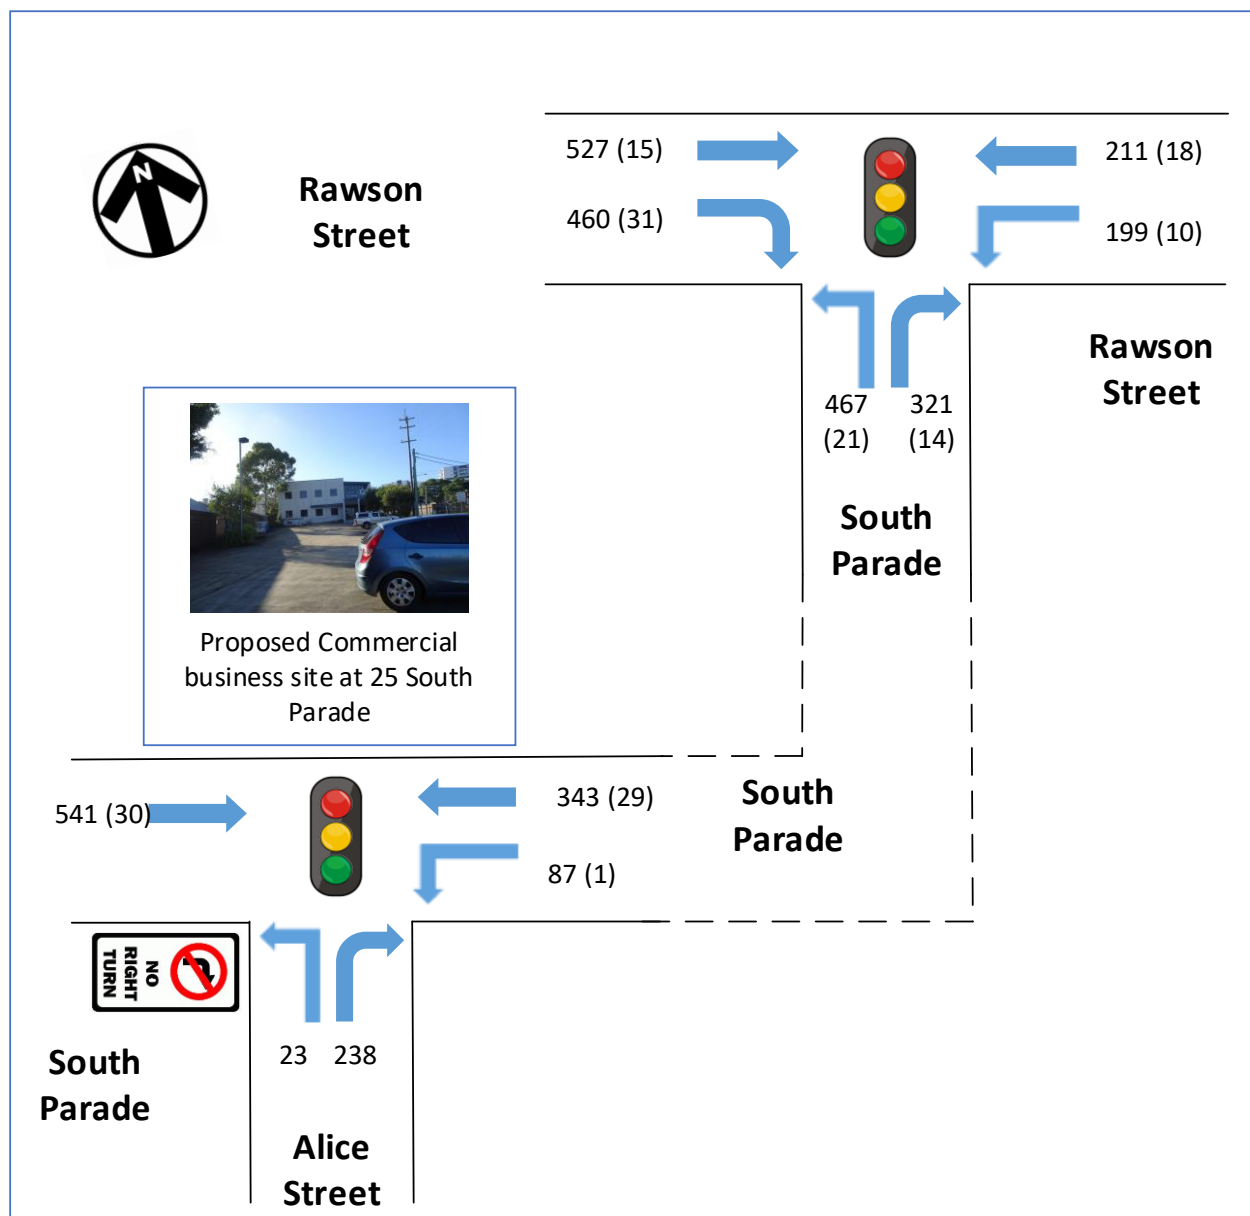 527 (15)
211 (18)
N
Rawson
Street
460 (31)
199 (10)
Rawson
Street
467
(21)
321
(14)
South
Parade
Proposed Commercial
business site at 25 South
Parade
541 (30)
343 (29)
South
Parade
87 (1)
NO
RIGHT
TURN
23
238
South
Parade
Alice
Street